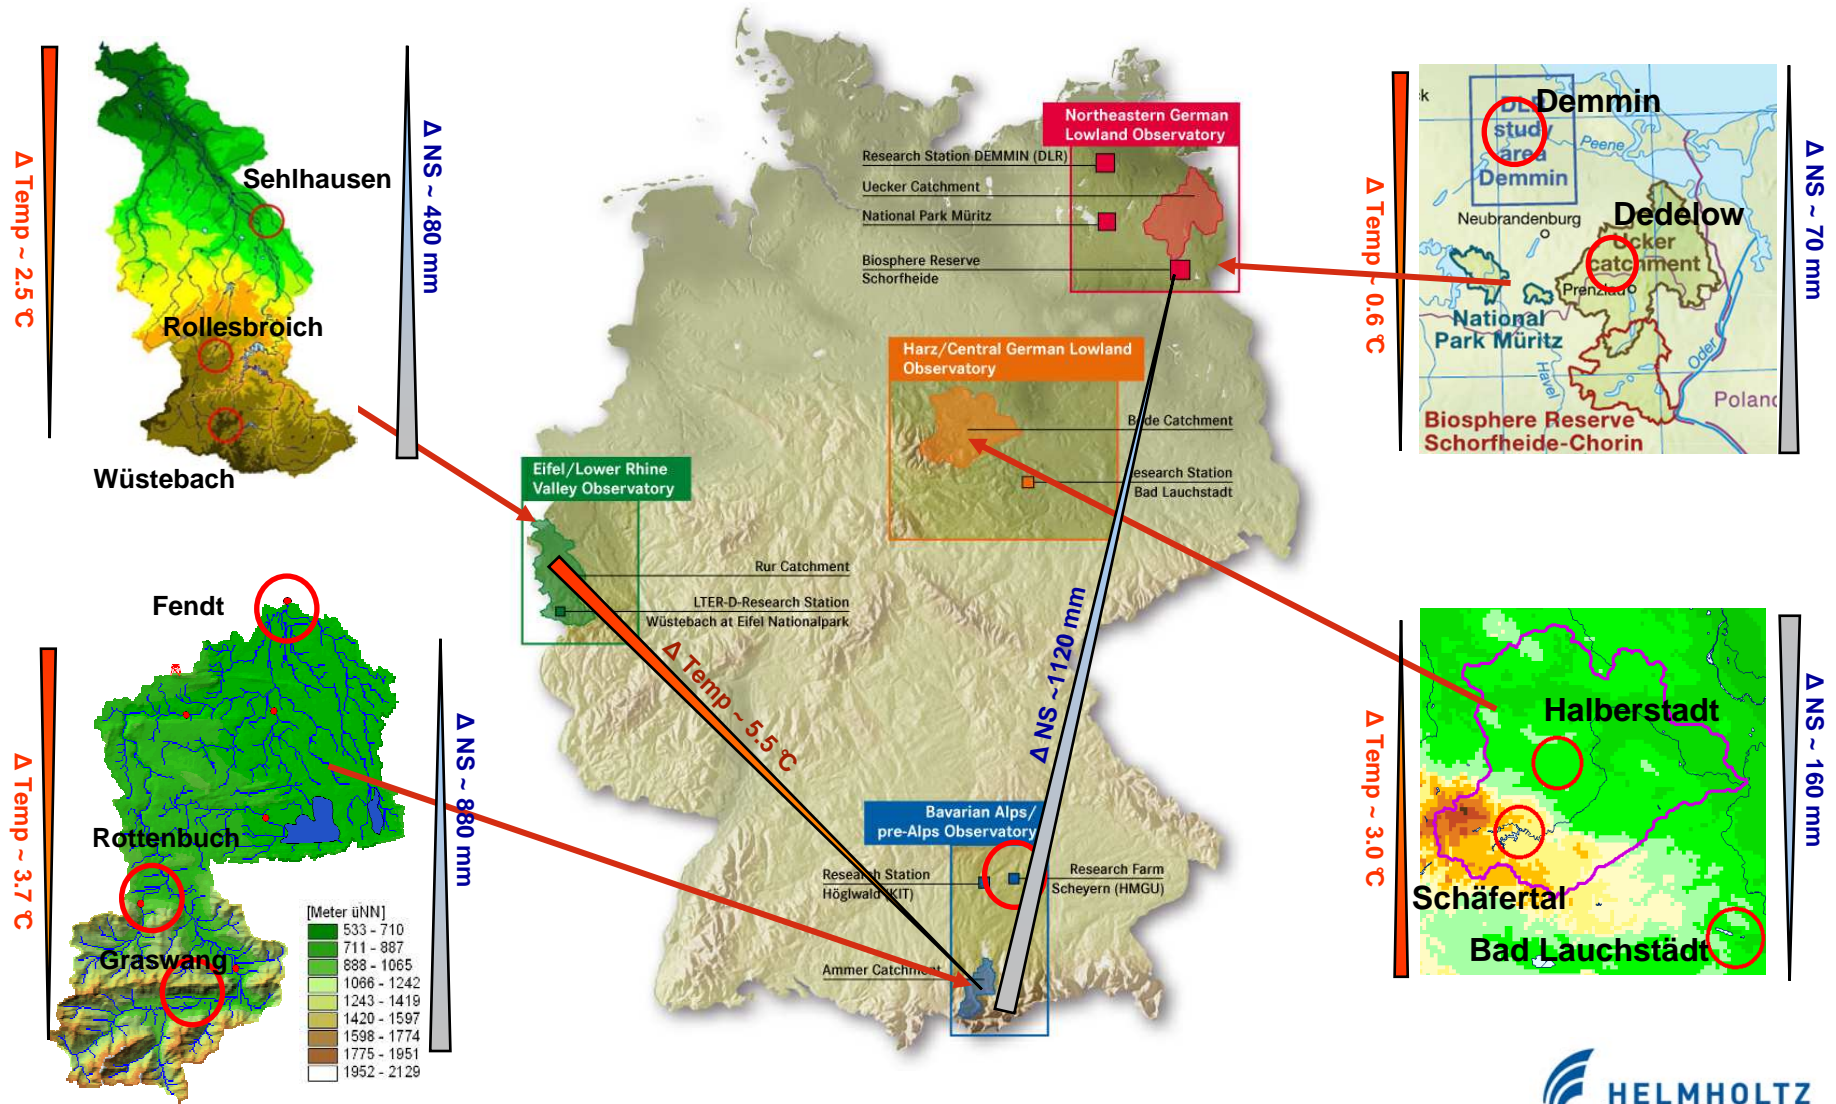 Δ Temp ~ 2.5 °C
Sehlhausen
Rollesbroich
Wüstebach
Δ NS ~ 480 mm
Northeastern German
Lowland Observatory
Research Station DEMMIN (DLR)
Uecker Catchment
National Park Müritz
Biosphere Reserve
Schorfheide
Harz/Central German Lowland
Observatory
Bode Catchment
Research Station
Bad Lauchstadt
Eifel/Lower Rhine
Valley Observatory
Rur Catchment
LTER-D-Research Station
Wüstebach at Eifel Nationalpark
Δ Temp ~ 5.5 °C
Δ NS ~1120 mm
Bavarian Alps/
pre-Alps Observatory
Research Station
Höglwald (KIT)
Research Farm
Scheyern (HMGU)
Ammer Catchment
Δ Temp ~ 0.6 °C
Demmin
DLR
study
area
Demmin
Peene
Neubrandenburg
Dedelow
Ucker
catchment
Prenzlau
National
Park Müritz
Havel
Oder
Poland
Biosphere Reserve
Schorfheide-Chorin
Δ NS ~ 70 mm
Δ Temp ~ 3.7 °C
Fendt
Rottenbuch
Graswang
Δ NS ~ 880 mm
[Meter üNN]
533 - 710
711 - 887
888 - 1065
1066 - 1242
1243 - 1419
1420 - 1597
1598 - 1774
1775 - 1951
1952 - 2129
Δ Temp ~ 3.0 °C
Halberstadt
Schäfertal
Bad Lauchstädt
Δ NS ~ 160 mm
HELMHOLTZ